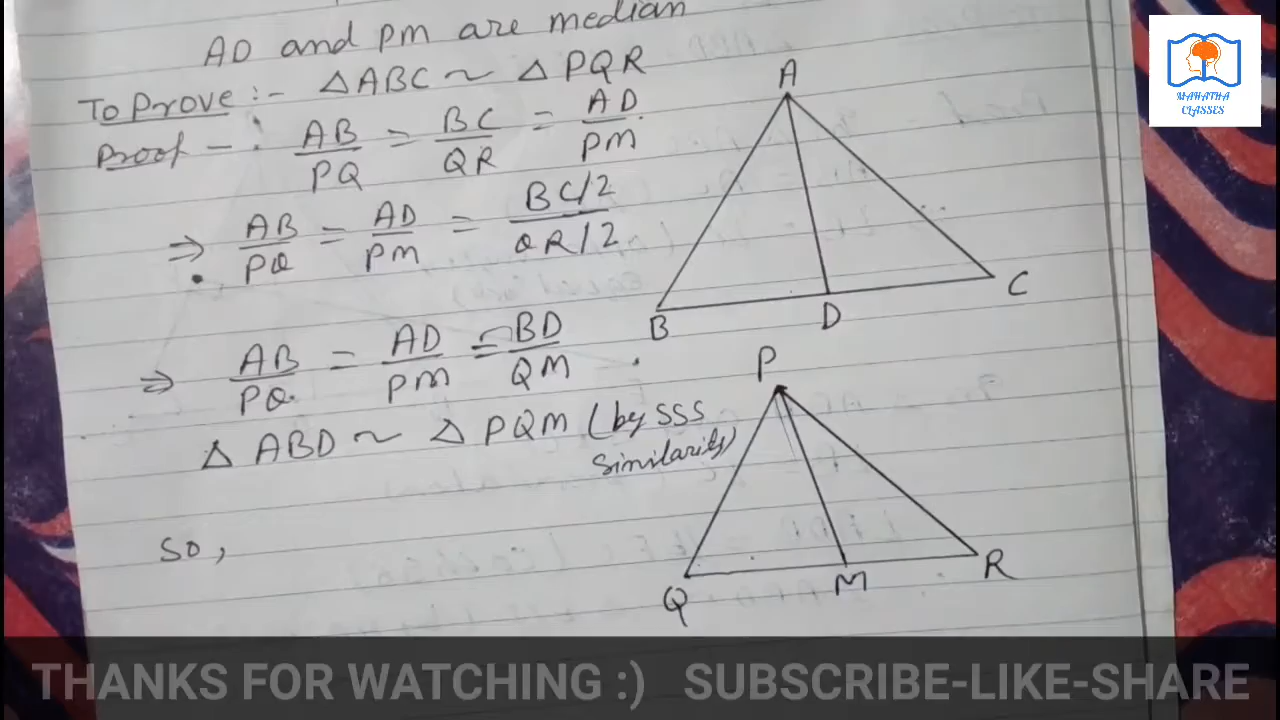 AD and PM are median
To Prove :- △ABC ~ △ PQR
Proof - : AB/PQ = BC/QR = AD/PM
⇒ AB/PQ = AD/PM = BC/2 / QR/2
⇒ AB/PQ = AD/PM = BD/QM
△ ABD ~ △ PQM (by SSS
Similarity)
so,
A
B
D
C
P
Q
M
R
MAHATHA
CLASSES
THANKS FOR WATCHING :) SUBSCRIBE-LIKE-SHARE